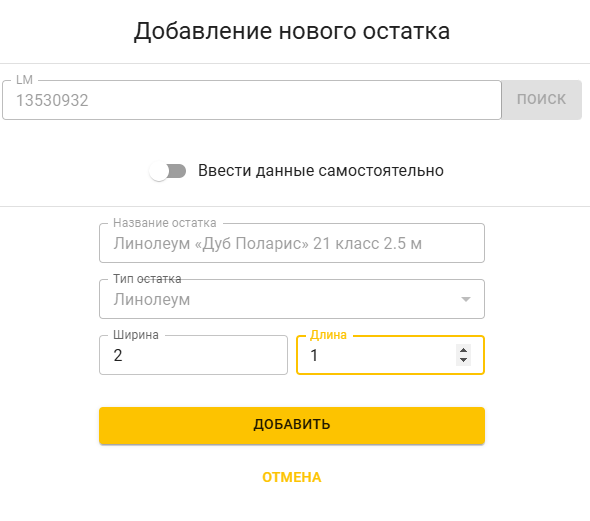 Добавление нового остатка
LM
13530932
ПОИСК
Ввести данные самостоятельно
Название остатка
Линолеум «Дуб Поларис» 21 класс 2.5 м
Тип остатка
Линолеум
Ширина
Длина
2
1
ДОБАВИТЬ
ОТМЕНА